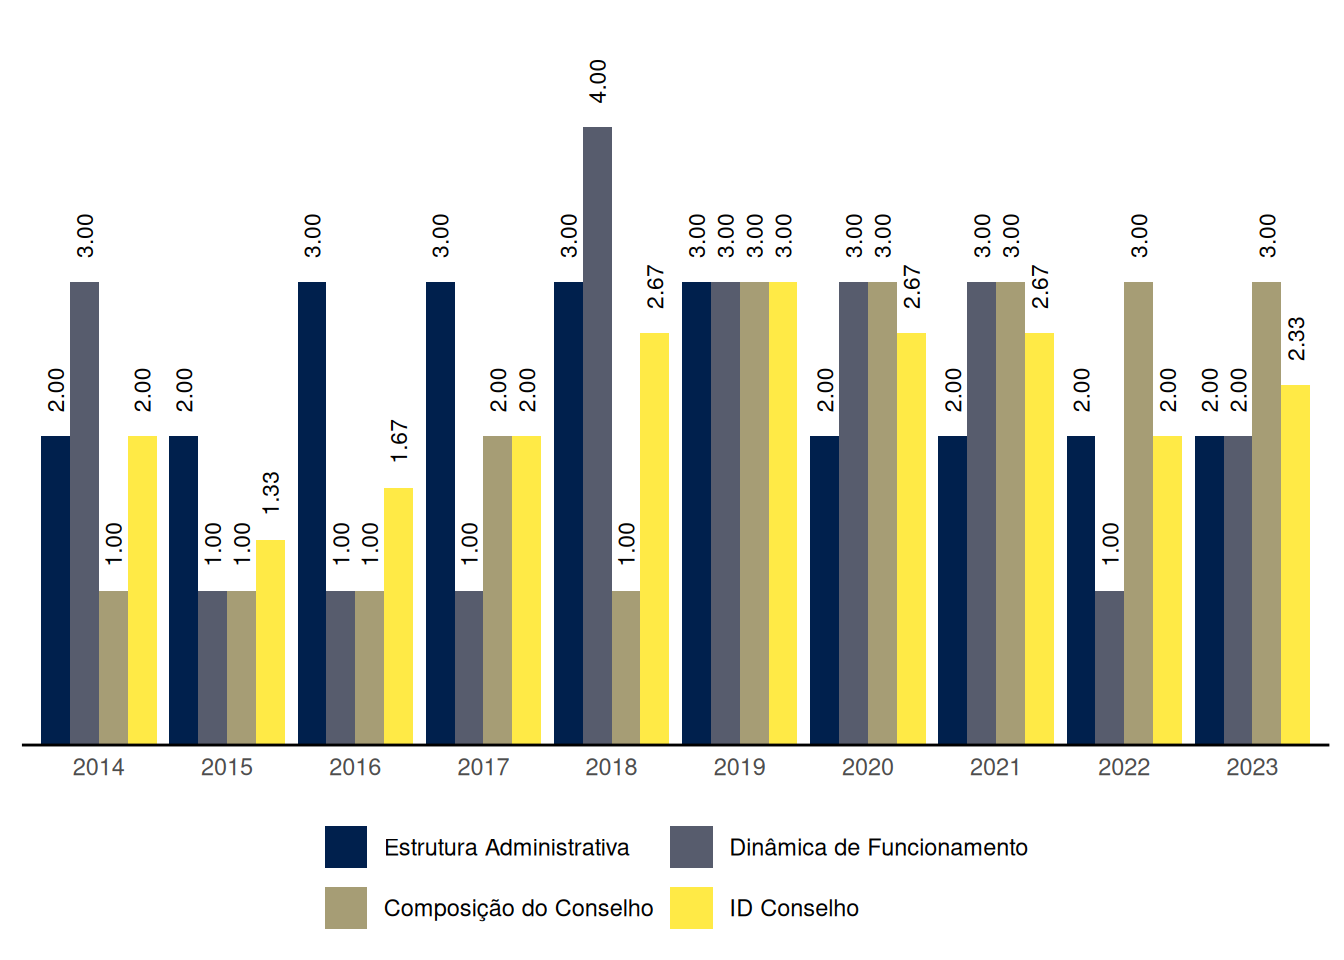 4.00
3.00 3.00 3.00 3.00 3.00 3.00 3.00 3.00 3.00 3.00 3.00 3.00 3.00 3.00
2.67 2.67 2.67
2.33
2.00 2.00 2.00 2.00 2.00 2.00 2.00 2.00 2.00 2.00 2.00
1.67
1.33
1.00 1.00 1.00 1.00 1.00 1.00 1.00 1.00
2014 2015 2016 2017 2018 2019 2020 2021 2022 2023
Estrutura Administrativa Dinâmica de Funcionamento
Composição do Conselho ID Conselho